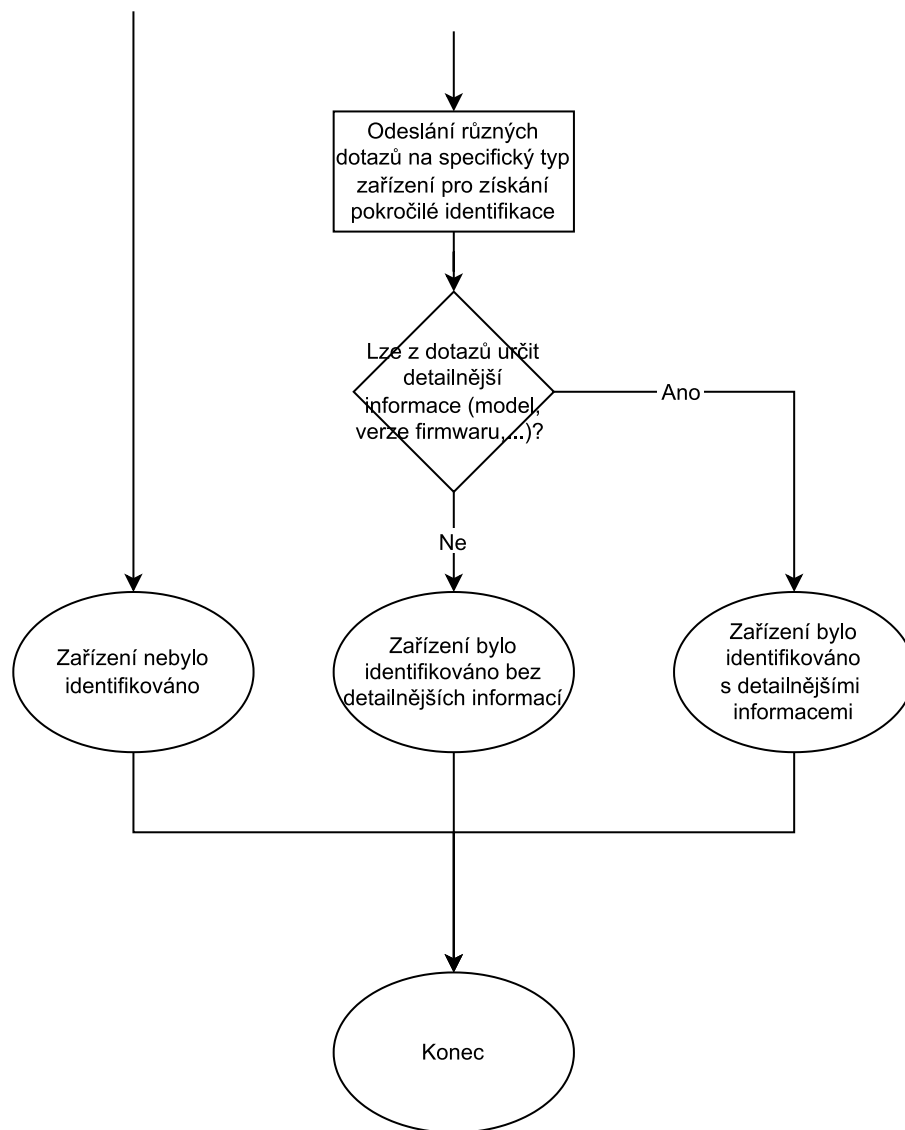 Odeslání různých
dotazů na specifický typ
zařízení pro získání
pokročilé identifikace
Lze z dotazů určit
detailnější
informace (model,
verze firmwaru,...)?
Ano
Ne
Zařízení nebylo
identifikováno
Zařízení bylo
identifikováno bez
detailnějších informací
Zařízení bylo
identifikováno
s detailnějšími
informacemi
Konec